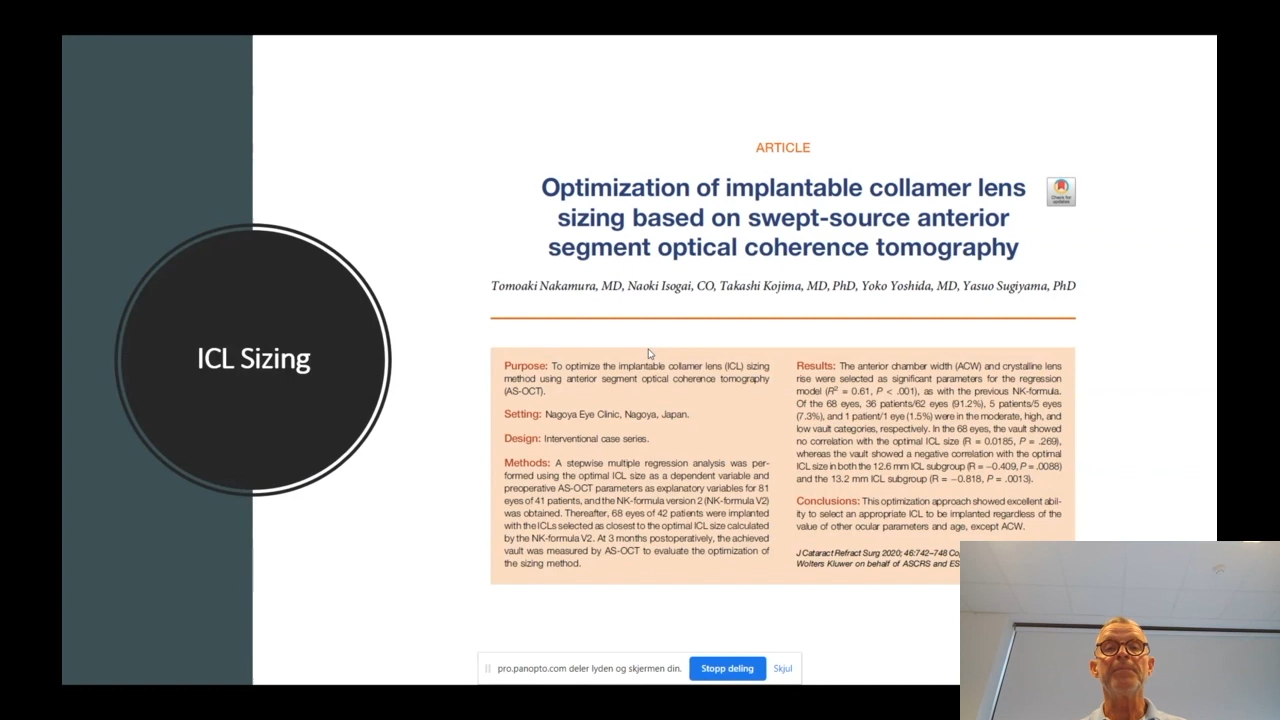 ICL Sizing
ARTICLE
Optimization of implantable collamer lens
sizing based on swept-source anterior
segment optical coherence tomography
Check for
updates
Tomoaki Nakamura, MD, Naoki Isogai, CO, Takashi Kojima, MD, PhD, Yoko Yoshida, MD, Yasuo Sugiyama, PhD
Purpose: To optimize the implantable collamer lens (ICL) sizing
method using anterior segment optical coherence tomography
(AS-OCT).
Setting: Nagoya Eye Clinic, Nagoya, Japan.
Design: Interventional case series.
Methods: A stepwise multiple regression analysis was per-
formed using the optimal ICL size as a dependent variable and
preoperative AS-OCT parameters as explanatory variables for 81
eyes of 41 patients, and the NK-formula version 2 (NK-formula V2)
was obtained. Thereafter, 68 eyes of 42 patients were implanted
with the ICLs selected as closest to the optimal ICL size calculated
by the NK-formula V2. At 3 months postoperatively, the achieved
vault was measured by AS-OCT to evaluate the optimization of
the sizing method.
Results: The anterior chamber width (ACW) and crystalline lens
rise were selected as significant parameters for the regression
model (R² = 0.61, P < .001), as with the previous NK-formula.
Of the 68 eyes, 36 patients/62 eyes (91.2%), 5 patients/5 eyes
(7.3%), and 1 patient/1 eye (1.5%) were in the moderate, high, and
low vault categories, respectively. In the 68 eyes, the vault showed
no correlation with the optimal ICL size (R = 0.0185, P = .269),
whereas the vault showed a negative correlation with the optimal
ICL size in both the 12.6 mm ICL subgroup (R = −0.409, P = .0088)
and the 13.2 mm ICL subgroup (R = −0.818, P = .0013).
Conclusions: This optimization approach showed excellent abil-
ity to select an appropriate ICL to be implanted regardless of the
value of other ocular parameters and age, except ACW.
J Cataract Refract Surg 2020; 46:742–748 Co
Wolters Kluwer on behalf of ASCRS and ES
pro.panopto.com deler lyden og skjermen din.
Stopp deling
Skjul